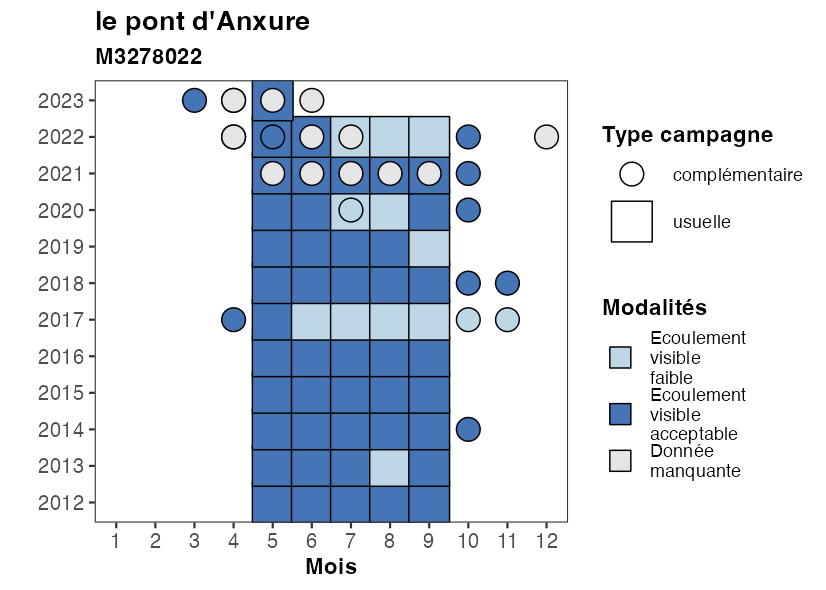 le pont d'Anxure
M3278022
2023
2022
2021
2020
2019
2018
2017
2016
2015
2014
2013
2012
1 2 3 4 5 6 7 8 9 10 11 12
Mois
Type campagne
complémentaire
usuelle
Modalités
Ecoulement
visible
faible
Ecoulement
visible
acceptable
Donnée
manquante